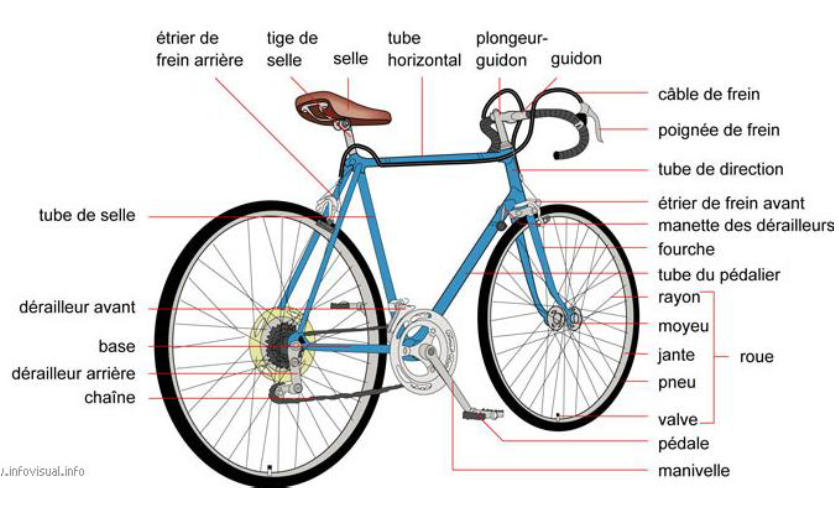 étrier de
frein arrière
tige de
selle
selle
tube
horizontal
plongeur-
guidon
guidon
câble de frein
poignée de frein
tube de direction
étrier de frein avant
manette des dérailleurs
fourche
tube du pédalier
rayon
moyeu
jante
roue
pneu
valve
pédale
manivelle
tube de selle
dérailleur avant
base
dérailleur arrière
chaîne
.infovisual.info